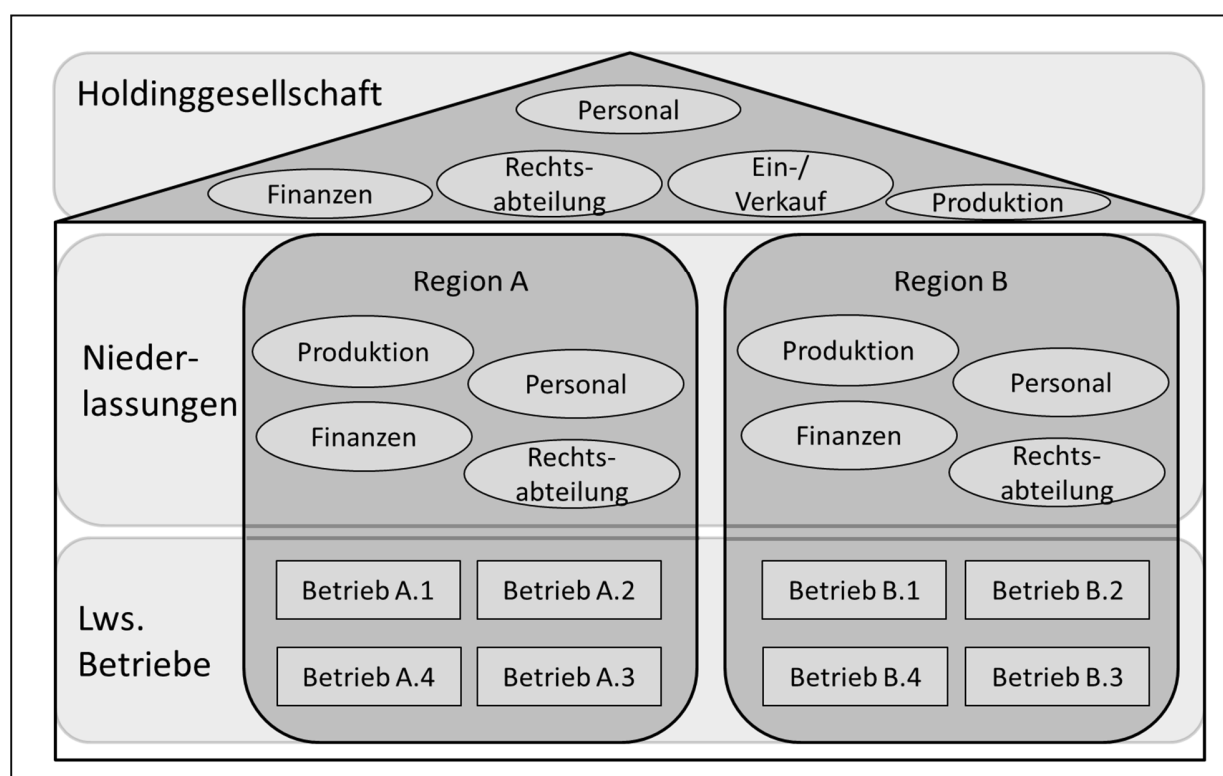 Holdinggesellschaft
Personal
Finanzen
Rechts-
abteilung
Ein-/
Verkauf
Produktion
Nieder-
lassungen
Region A
Produktion
Personal
Finanzen
Rechts-
abteilung
Region B
Produktion
Personal
Finanzen
Rechts-
abteilung
Lws.
Betriebe
Betrieb A.1
Betrieb A.2
Betrieb A.4
Betrieb A.3
Betrieb B.1
Betrieb B.2
Betrieb B.4
Betrieb B.3